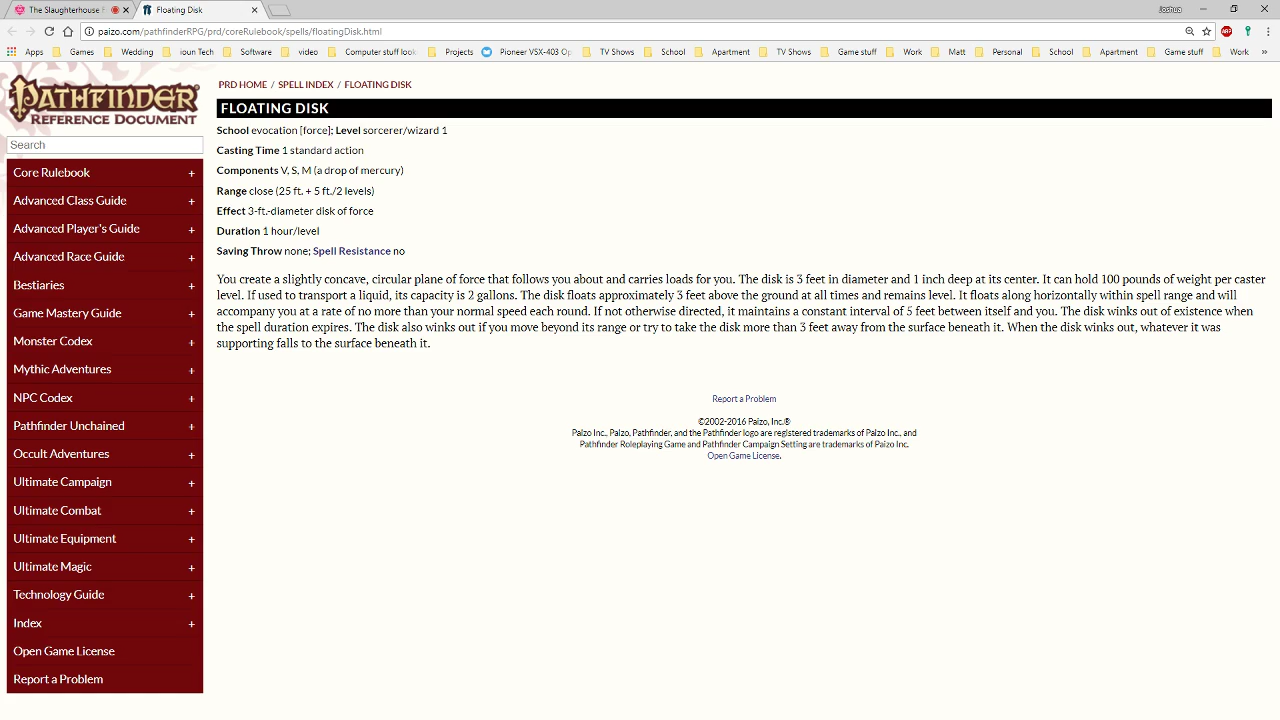 The Slaughterhouse F
Floating Disk
Joshua
paizo.com/pathfinderRPG/prd/coreRulebook/spells/floatingDisk.html
ABP
Apps Games Wedding ioun Tech Software video Computer stuff look Projects Pioneer VSX-403 Op TV Shows School Apartment TV Shows Game stuff Work Matt Personal School Apartment Game stuff Work »
PATHFINDER
REFERENCE DOCUMENT
Search
Core Rulebook +
Advanced Class Guide +
Advanced Player's Guide +
Advanced Race Guide +
Bestiaries +
Game Mastery Guide +
Monster Codex +
Mythic Adventures +
NPC Codex +
Pathfinder Unchained +
Occult Adventures +
Ultimate Campaign +
Ultimate Combat +
Ultimate Equipment +
Ultimate Magic +
Technology Guide +
Index +
Open Game License
Report a Problem
PRD HOME / SPELL INDEX / FLOATING DISK
FLOATING DISK
School evocation [force]; Level sorcerer/wizard 1
Casting Time 1 standard action
Components V, S, M (a drop of mercury)
Range close (25 ft. + 5 ft./2 levels)
Effect 3-ft.-diameter disk of force
Duration 1 hour/level
Saving Throw none; Spell Resistance no
You create a slightly concave, circular plane of force that follows you about and carries loads for you. The disk is 3 feet in diameter and 1 inch deep at its center. It can hold 100 pounds of weight per caster
level. If used to transport a liquid, its capacity is 2 gallons. The disk floats approximately 3 feet above the ground at all times and remains level. It floats along horizontally within spell range and will
accompany you at a rate of no more than your normal speed each round. If not otherwise directed, it maintains a constant interval of 5 feet between itself and you. The disk winks out of existence when
the spell duration expires. The disk also winks out if you move beyond its range or try to take the disk more than 3 feet away from the surface beneath it. When the disk winks out, whatever it was
supporting falls to the surface beneath it.
Report a Problem
©2002-2016 Paizo, Inc.®
Paizo Inc., Paizo, Pathfinder, and the Pathfinder logo are registered trademarks of Paizo Inc., and
Pathfinder Roleplaying Game and Pathfinder Campaign Setting are trademarks of Paizo Inc.
Open Game License.